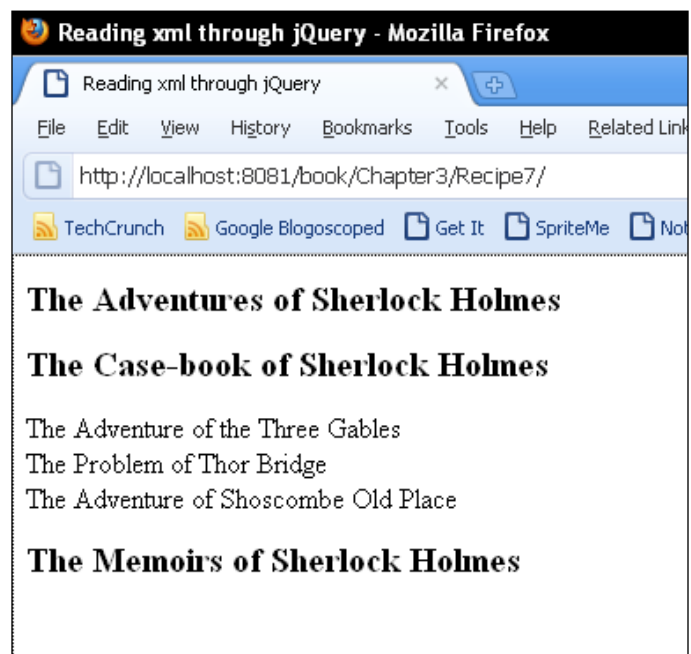 Reading xml through jQuery - Mozilla Firefox
Reading xml through jQuery
File Edit View History Bookmarks Tools Help Related Link
http://localhost:8081/book/Chapter3/Recipe7/
TechCrunch Google Blogoscoped Get It SpriteMe Not
The Adventures of Sherlock Holmes
The Case-book of Sherlock Holmes
The Adventure of the Three Gables
The Problem of Thor Bridge
The Adventure of Shoscombe Old Place
The Memoirs of Sherlock Holmes